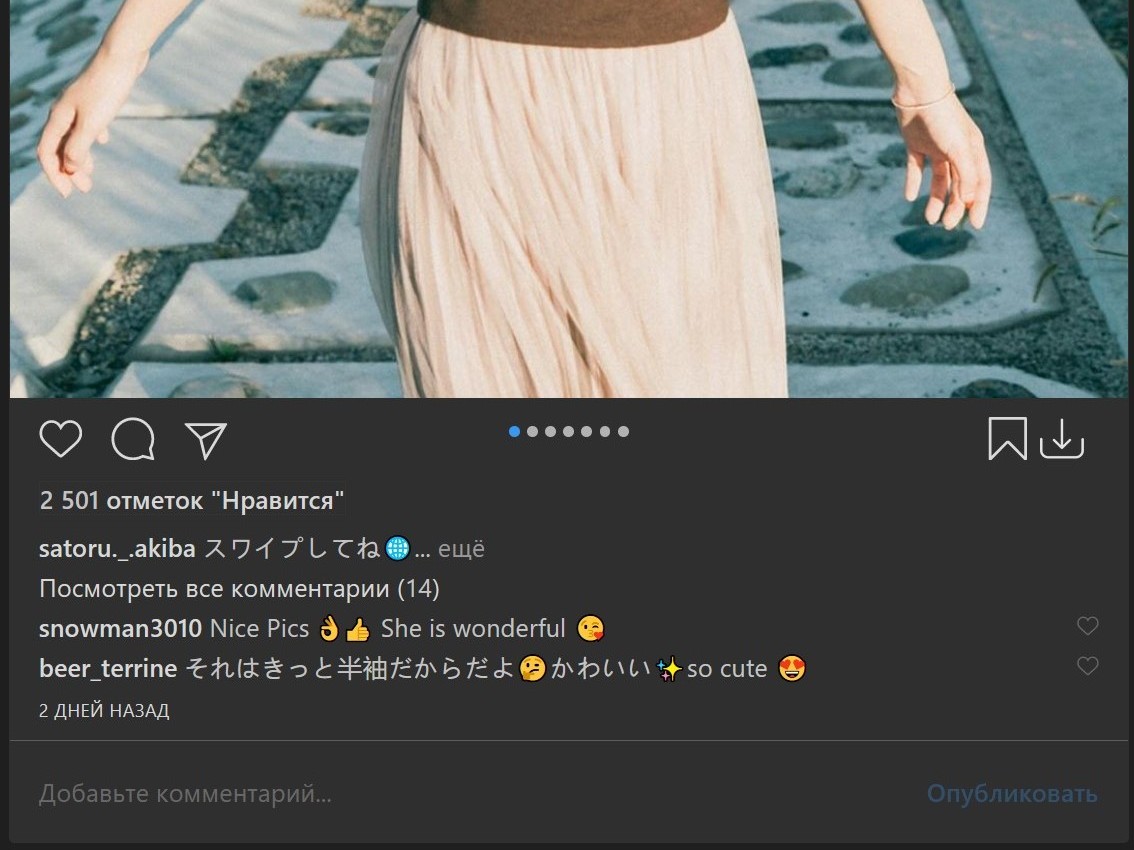 2 501 отметок "Нравится"
satoru._.akiba スワイプしてね🌐... ещё
Посмотреть все комментарии (14)
snowman3010 Nice Pics 👌👍 She is wonderful 😘
beer_terrine それはきっと半袖だからだよ🤔かわいい✨so cute 😍
2 ДНЕЙ НАЗАД
Добавьте комментарий... Опубликовать